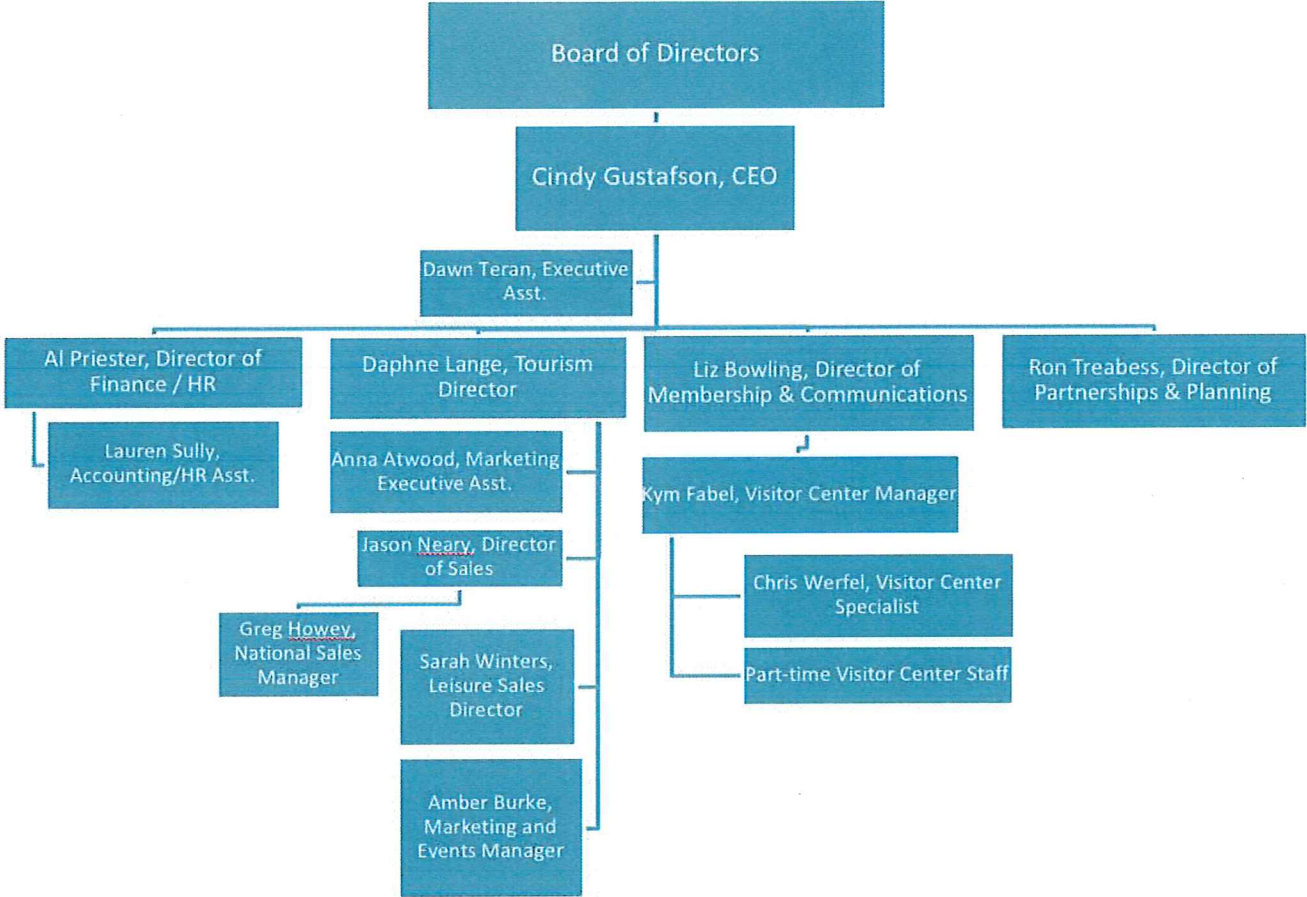 Board of Directors
Cindy Gustafson, CEO
Dawn Teran, Executive
Asst.
Al Priester, Director of
Finance / HR
Daphne Lange, Tourism
Director
Liz Bowling, Director of
Membership & Communications
Ron Treabess, Director of
Partnerships & Planning
Lauren Sully,
Accounting/HR Asst.
Anna Atwood, Marketing
Executive Asst.
Jason Neary, Director
of Sales
Greg Howey,
National Sales
Manager
Sarah Winters,
Leisure Sales
Director
Amber Burke,
Marketing and
Events Manager
Kym Fabel, Visitor Center Manager
Chris Werfel, Visitor Center
Specialist
Part-time Visitor Center Staff